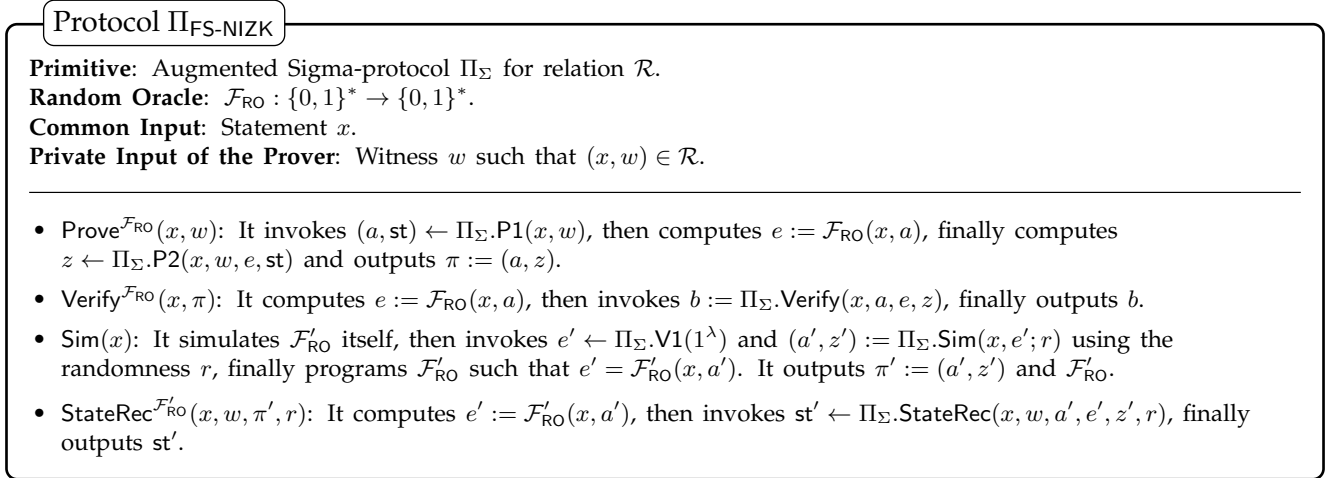 Protocol Π_FS-NIZK
Primitive: Augmented Sigma-protocol Π_Σ for relation ℛ.
Random Oracle: ℱ_RO : {0, 1}* → {0, 1}*.
Common Input: Statement x.
Private Input of the Prover: Witness w such that (x, w) ∈ ℛ.
• Prove^{ℱ_RO}(x, w): It invokes (a, st) ← Π_Σ.P1(x, w), then computes e := ℱ_RO(x, a), finally computes
z ← Π_Σ.P2(x, w, e, st) and outputs π := (a, z).
• Verify^{ℱ_RO}(x, π): It computes e := ℱ_RO(x, a), then invokes b := Π_Σ.Verify(x, a, e, z), finally outputs b.
• Sim(x): It simulates ℱ′_RO itself, then invokes e′ ← Π_Σ.V1(1^λ) and (a′, z′) := Π_Σ.Sim(x, e′; r) using the
randomness r, finally programs ℱ′_RO such that e′ = ℱ′_RO(x, a′). It outputs π′ := (a′, z′) and ℱ′_RO.
• StateRec^{ℱ′_RO}(x, w, π′, r): It computes e′ := ℱ′_RO(x, a′), then invokes st′ ← Π_Σ.StateRec(x, w, a′, e′, z′, r), finally
outputs st′.